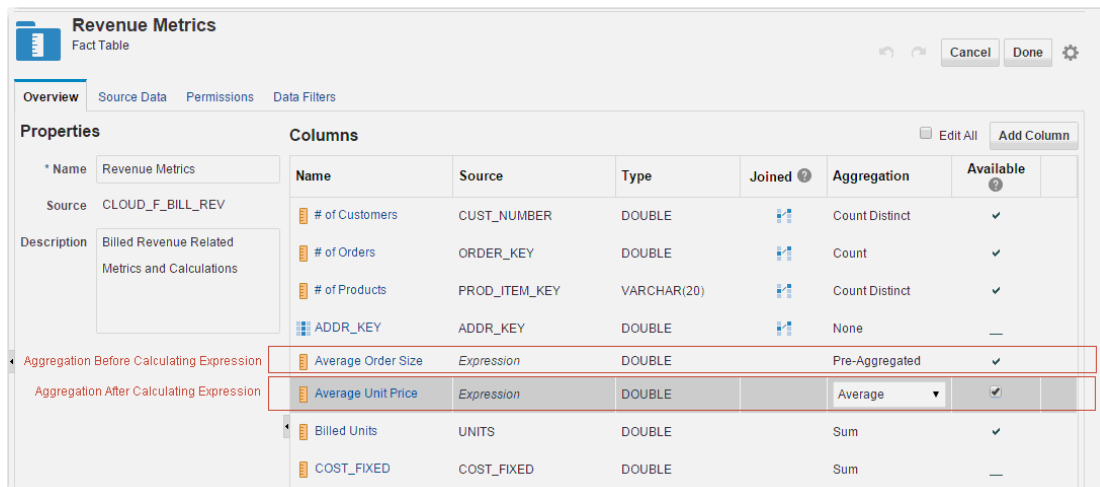 Revenue Metrics
Fact Table
Cancel Done
Overview Source Data Permissions Data Filters
Properties
* Name Revenue Metrics
Source CLOUD_F_BILL_REV
Description Billed Revenue Related
Metrics and Calculations
Columns
Edit All Add Column
Name Source Type Joined ? Aggregation Available ?
# of Customers CUST_NUMBER DOUBLE Count Distinct
# of Orders ORDER_KEY DOUBLE Count
# of Products PROD_ITEM_KEY VARCHAR(20) Count Distinct
ADDR_KEY ADDR_KEY DOUBLE None
Aggregation Before Calculating Expression Average Order Size Expression DOUBLE Pre-Aggregated
Aggregation After Calculating Expression Average Unit Price Expression DOUBLE Average
Billed Units UNITS DOUBLE Sum
COST_FIXED COST_FIXED DOUBLE Sum